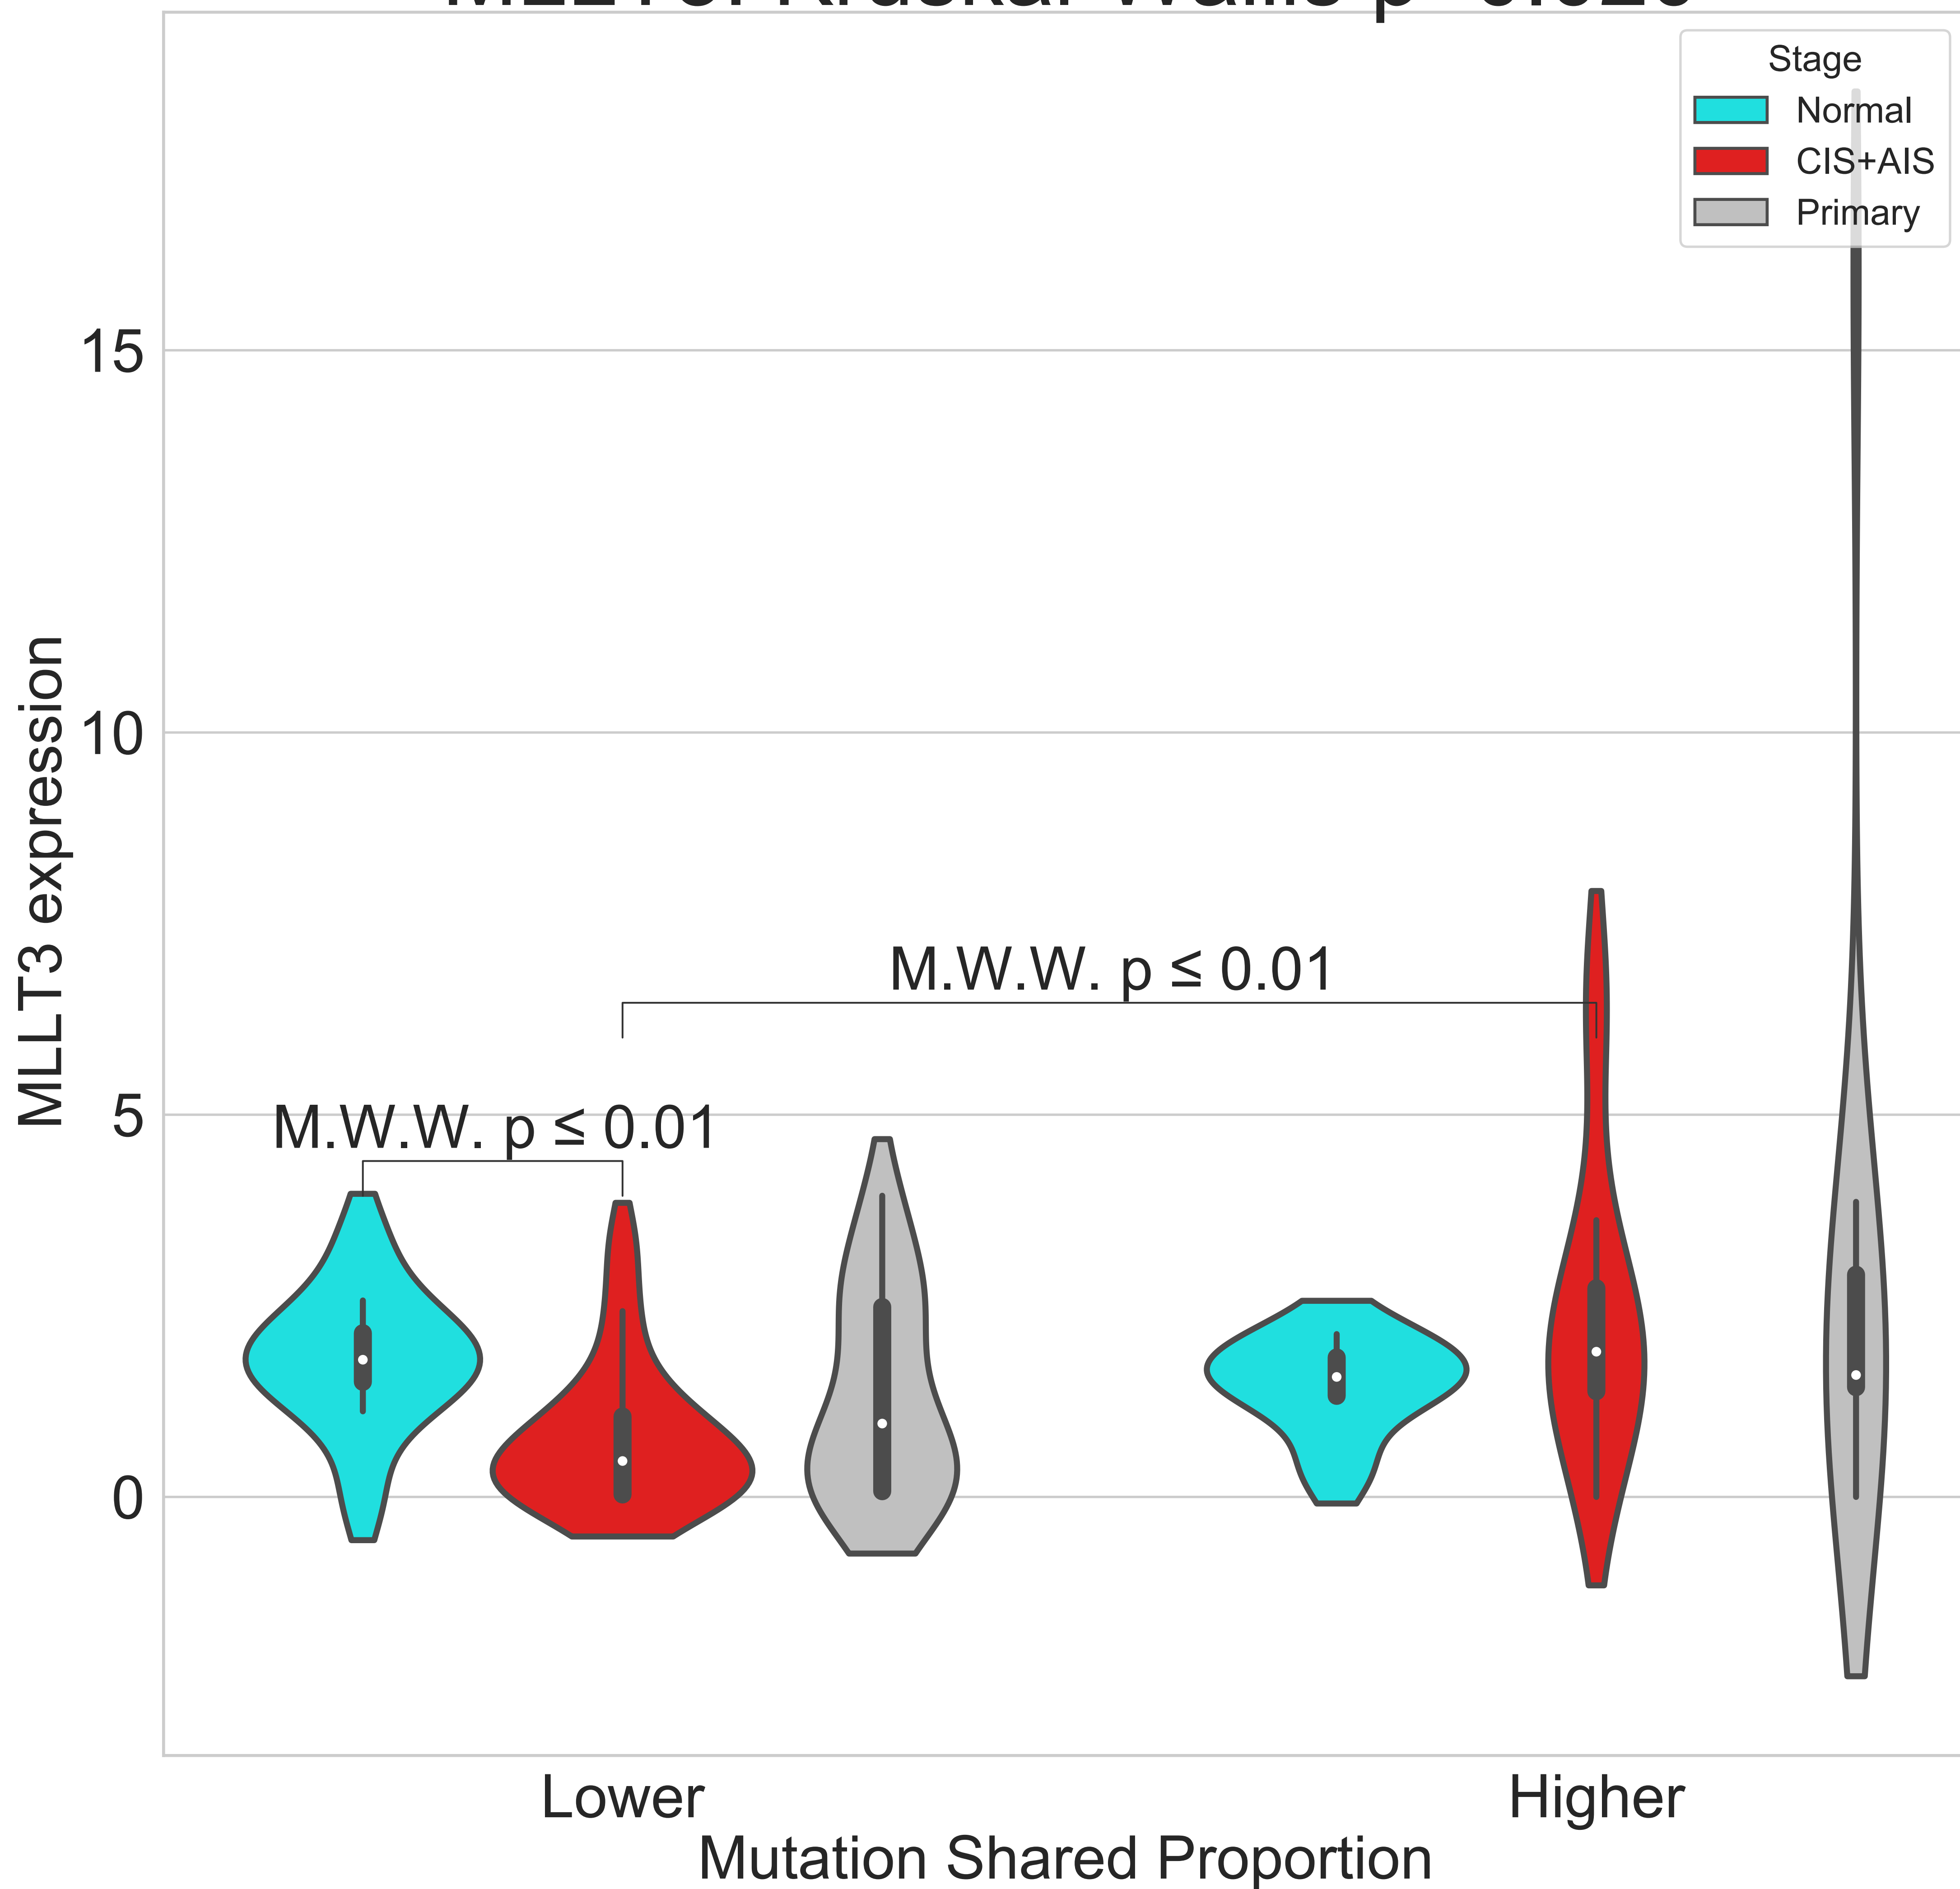 Stage
Normal
CIS+AIS
Primary
15
10
5
0
MLLT3 expression
M.W.W. p ≤ 0.01
M.W.W. p ≤ 0.01
Lower
Higher
Mutation Shared Proportion